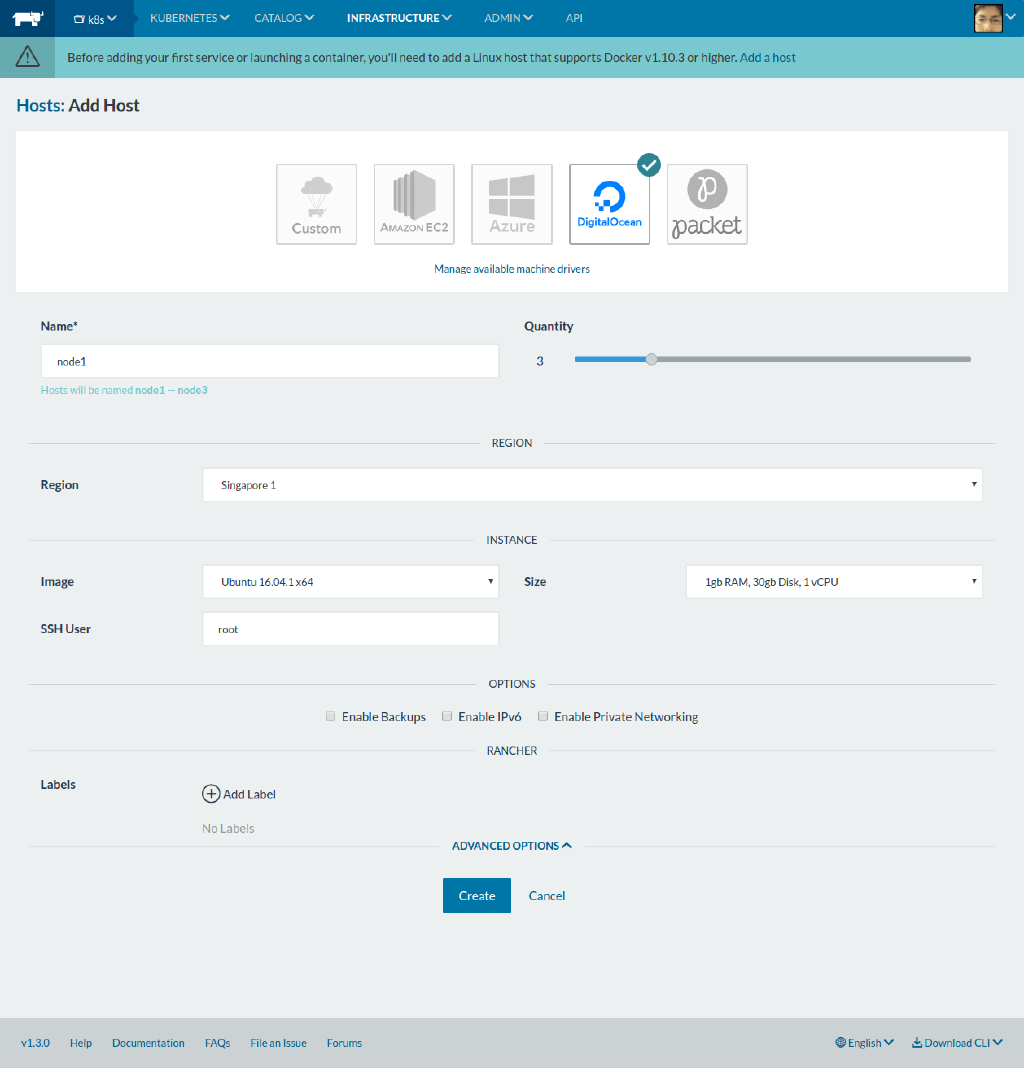 k8s KUBERNETES CATALOG INFRASTRUCTURE ADMIN API
Before adding your first service or launching a container, you'll need to add a Linux host that supports Docker v1.10.3 or higher. Add a host
Hosts: Add Host
Custom
AMAZON EC2
Azure
DigitalOcean
packet
Manage available machine drivers
Name*
Quantity
node1
3
Hosts will be named node1 — node3
REGION
Region
Singapore 1
INSTANCE
Image
Ubuntu 16.04.1 x64
Size
1gb RAM, 30gb Disk, 1 vCPU
SSH User
root
OPTIONS
Enable Backups Enable IPv6 Enable Private Networking
RANCHER
Labels
Add Label
No Labels
ADVANCED OPTIONS
Create Cancel
v1.3.0 Help Documentation FAQs File an Issue Forums English Download CLI